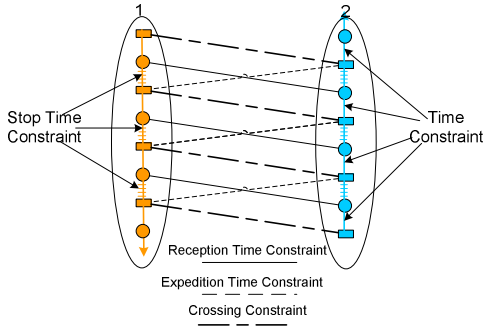 1
2
Stop Time
Constraint
Time
Constraint
Reception Time Constraint
Expedition Time Constraint
Crossing Constraint